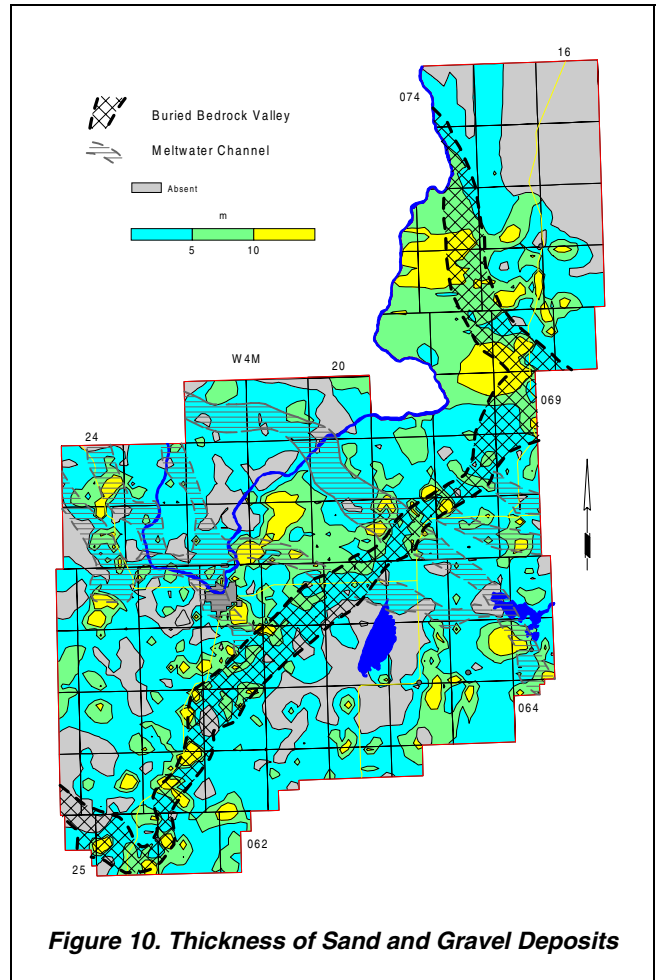 16
074
Buried Bedrock Valley
Meltwater Channel
Absent
m
5 10
W4M
20
069
24
064
062
25
Figure 10. Thickness of Sand and Gravel Deposits